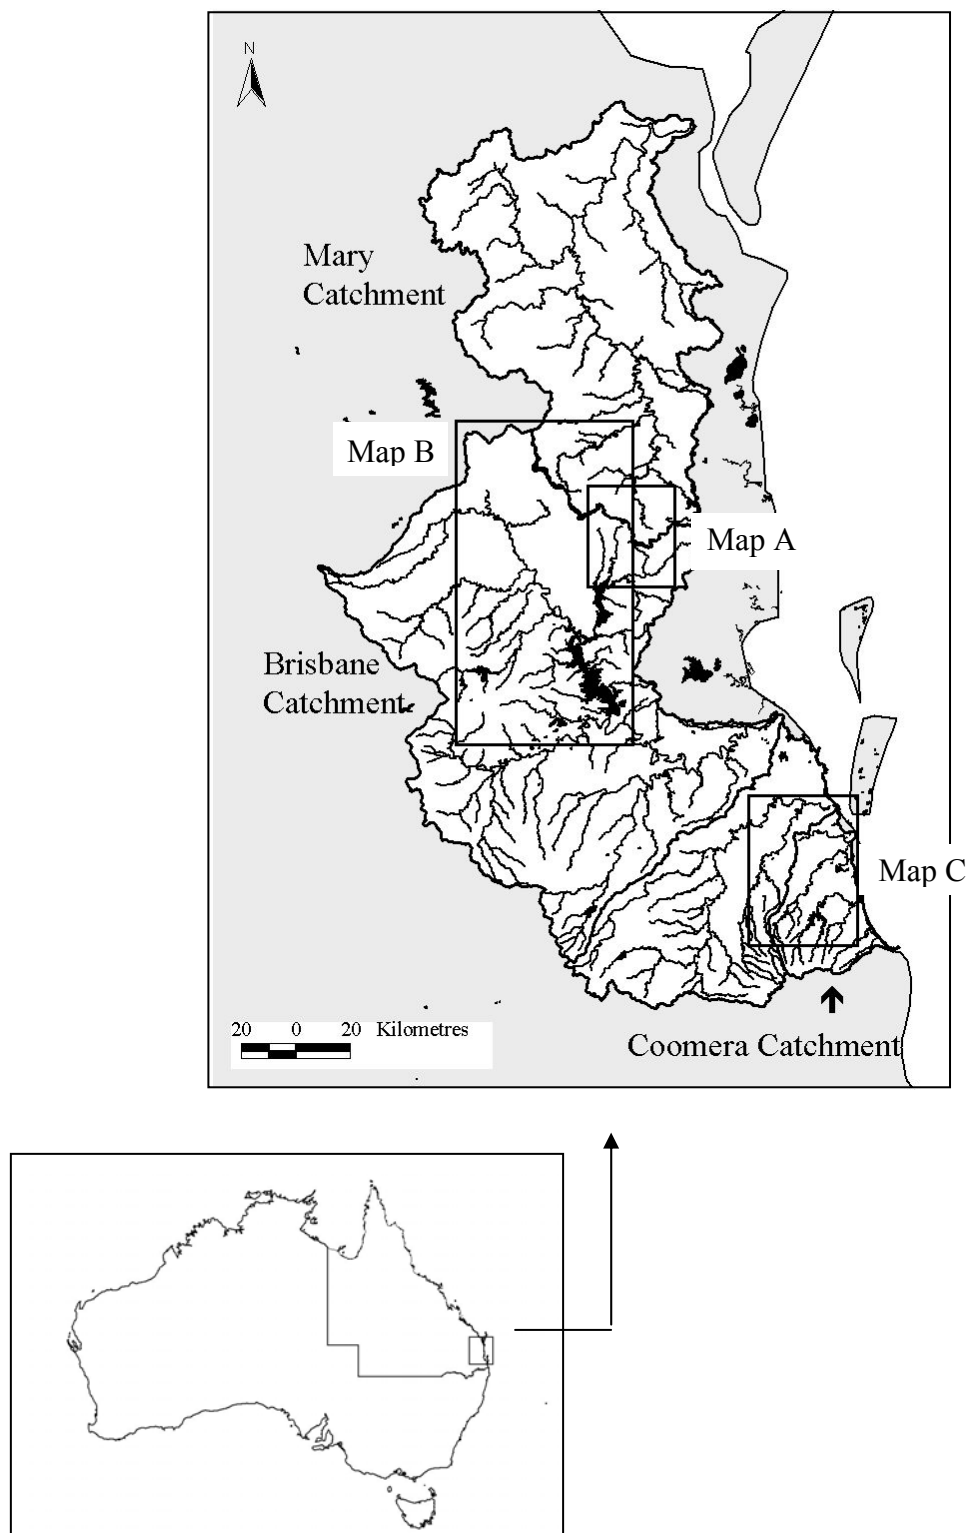 N
Mary
Catchment
Map B
Map A
Brisbane
Catchment
Map C
20 0 20 Kilometres
Coomera Catchment